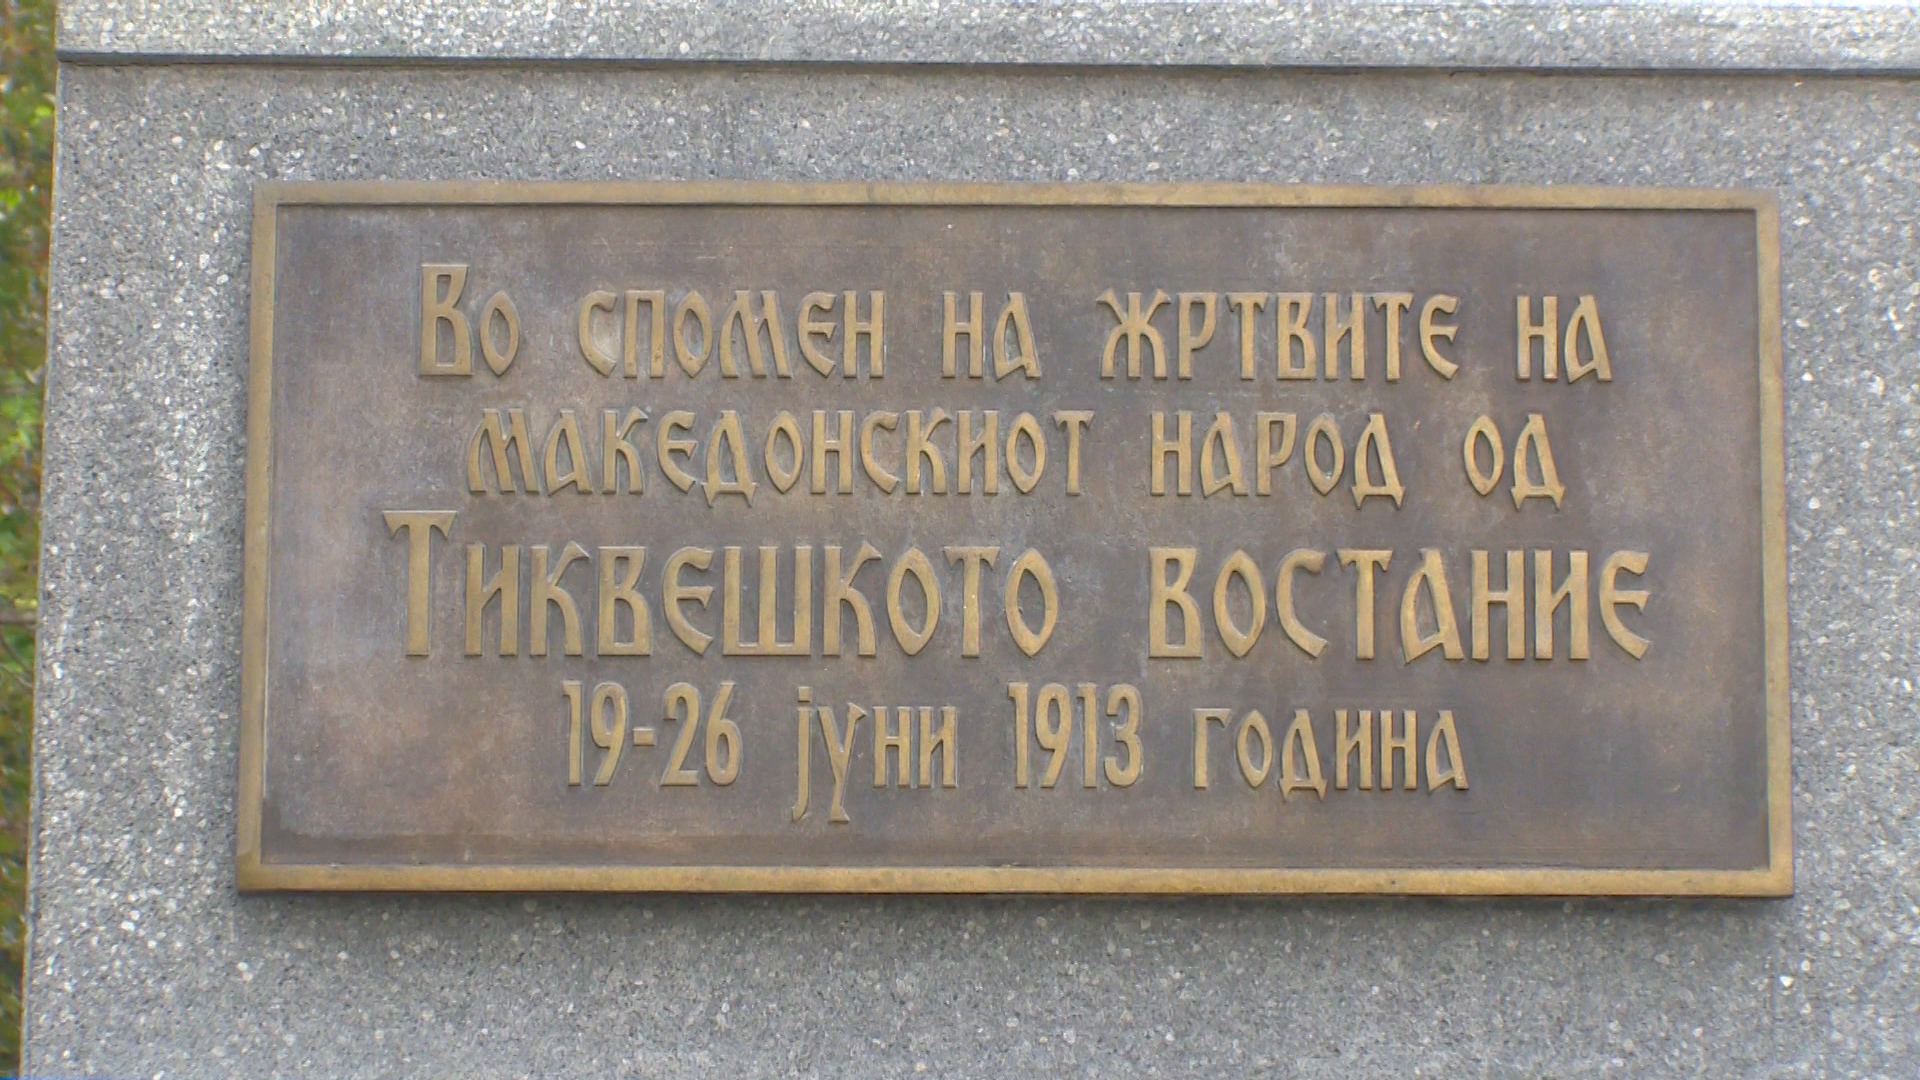 Во спомен на жртвите на
македонскиот народ од
Тиквешкото востание
19-26 јуни 1913 година